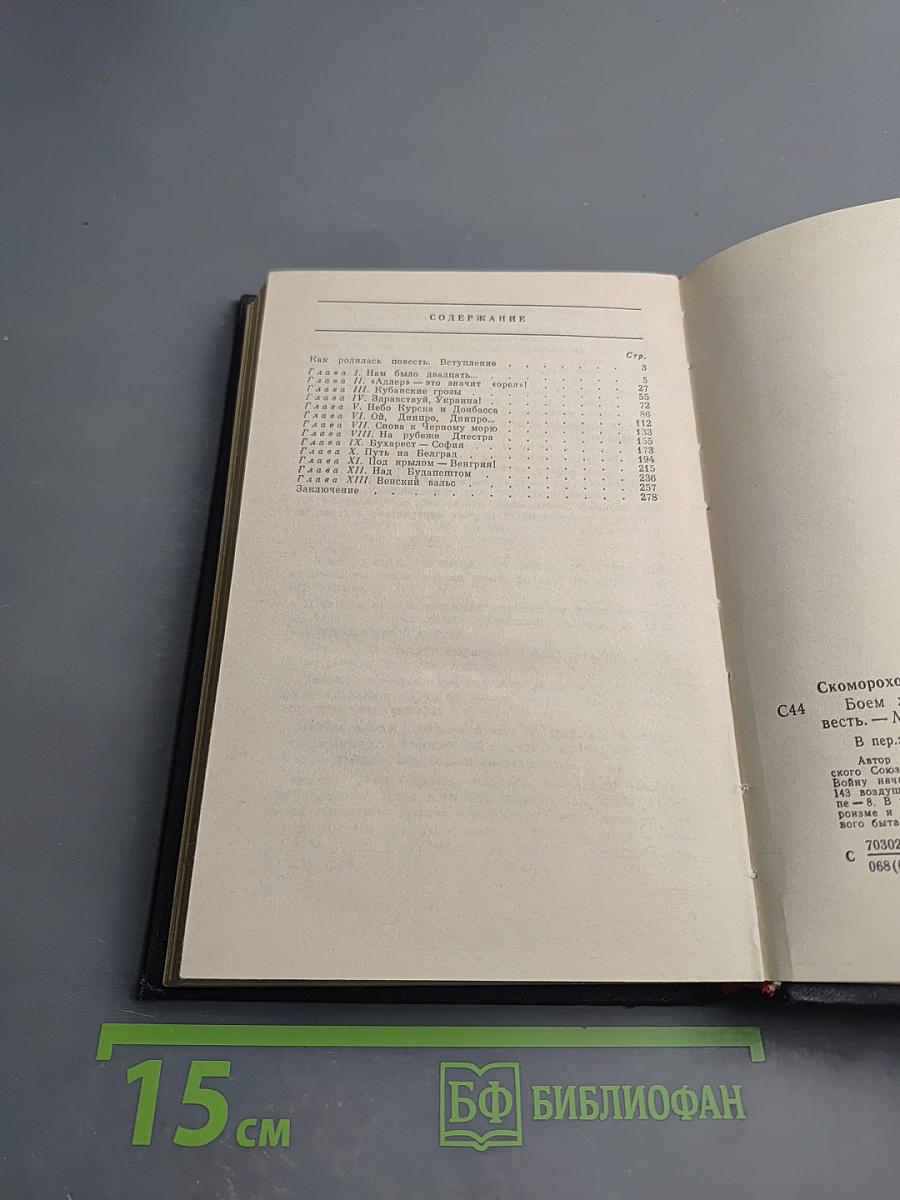 СОДЕРЖАНИЕ
Стр.
Как родилась повесть. Вступление . . . . . . . 3
Глава I. Нам было двадцать... . . . . . . . 5
Глава II. «Адлер» — это значит «орел»! . . . . . 27
Глава III. Кубанские грозы . . . . . . . . 55
Глава IV. Здравствуй, Украина! . . . . . . . 72
Глава V. Небо Курска и Донбасса . . . . . . 86
Глава VI. Ой, Днипро, Днипро... . . . . . . 112
Глава VII. Снова к Черному морю . . . . . . 133
Глава VIII. На рубеже Днестра . . . . . . . 155
Глава IX. Бухарест — София . . . . . . . . 173
Глава X. Путь на Белград . . . . . . . . 194
Глава XI. Под крылом — Венгрия! . . . . . . 215
Глава XII. Над Будапештом . . . . . . . . 236
Глава XIII. Венский вальс . . . . . . . . 257
Заключение . . . . . . . . . . . . 278
Скоморохо
С44
Боем
весть. —
В пер.
Автор
ского Союз
Войну нач
143 воздуш
пе — 8. В
роизме и
вого быта
С 70302
068(
15 см
БФ БИБЛИОФАН